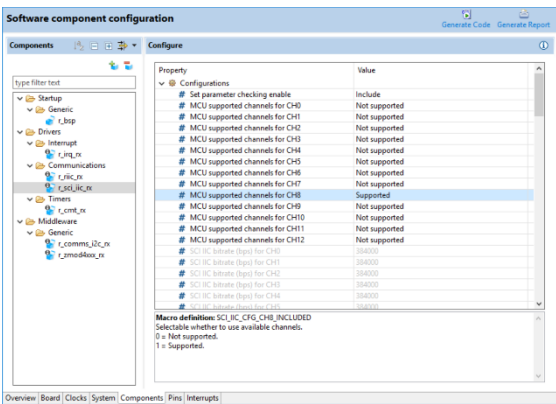 Software component configuration
Generate Code Generate Report
Components
Configure
type filter text
Startup
Generic
r_bsp
Drivers
Interrupt
r_irq_rx
Communications
r_riic_rx
r_sci_iic_rx
Timers
r_cmt_rx
Middleware
Generic
r_comms_i2c_rx
r_zmod4xxx_rx
Property Value
Configurations
# Set parameter checking enable Include
# MCU supported channels for CH0 Not supported
# MCU supported channels for CH1 Not supported
# MCU supported channels for CH2 Not supported
# MCU supported channels for CH3 Not supported
# MCU supported channels for CH4 Not supported
# MCU supported channels for CH5 Not supported
# MCU supported channels for CH6 Not supported
# MCU supported channels for CH7 Not supported
# MCU supported channels for CH8 Supported
# MCU supported channels for CH9 Not supported
# MCU supported channels for CH10 Not supported
# MCU supported channels for CH11 Not supported
# MCU supported channels for CH12 Not supported
# SCI IIC bitrate (bps) for CH0 384000
# SCI IIC bitrate (bps) for CH1 384000
# SCI IIC bitrate (bps) for CH2 384000
# SCI IIC bitrate (bps) for CH3 384000
# SCI IIC bitrate (bps) for CH4 384000
# SCI IIC bitrate (bps) for CH5 384000
Macro definition: SCI_IIC_CFG_CH8_INCLUDED
Selectable whether to use available channels.
0 = Not supported.
1 = Supported.
Overview Board Clocks System Components Pins Interrupts